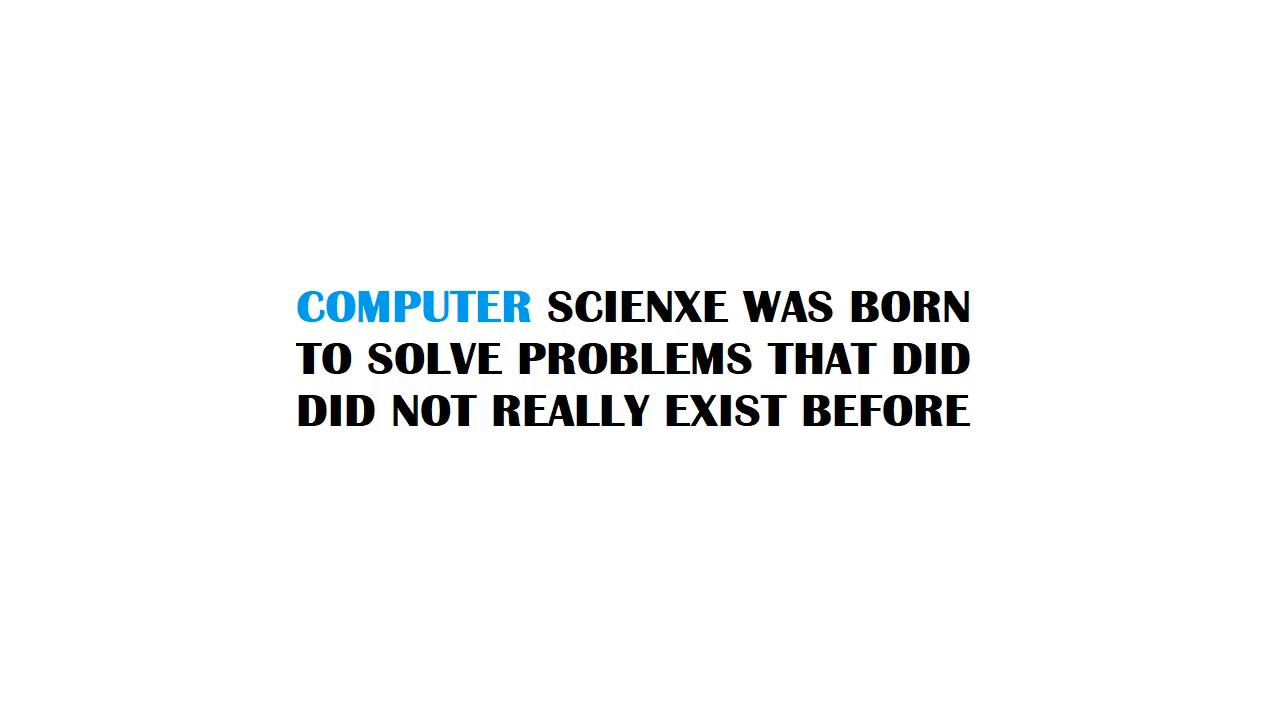 COMPUTER SCIENXE WAS BORN
TO SOLVE PROBLEMS THAT DID
DID NOT REALLY EXIST BEFORE